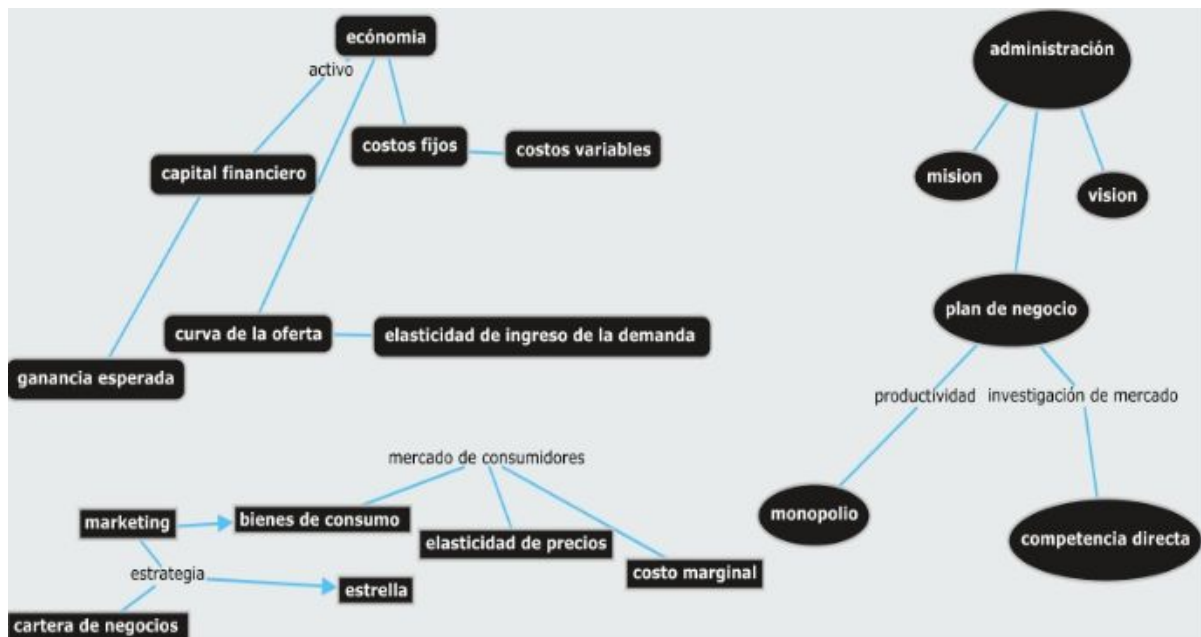 ecónomia
administración
activo
costos fijos
costos variables
capital financiero
mision
vision
plan de negocio
curva de la oferta
elasticidad de ingreso de la demanda
ganancia esperada
productividad
investigación de mercado
mercado de consumidores
monopolio
marketing
bienes de consumo
elasticidad de precios
competencia directa
estrategia
costo marginal
estrella
cartera de negocios